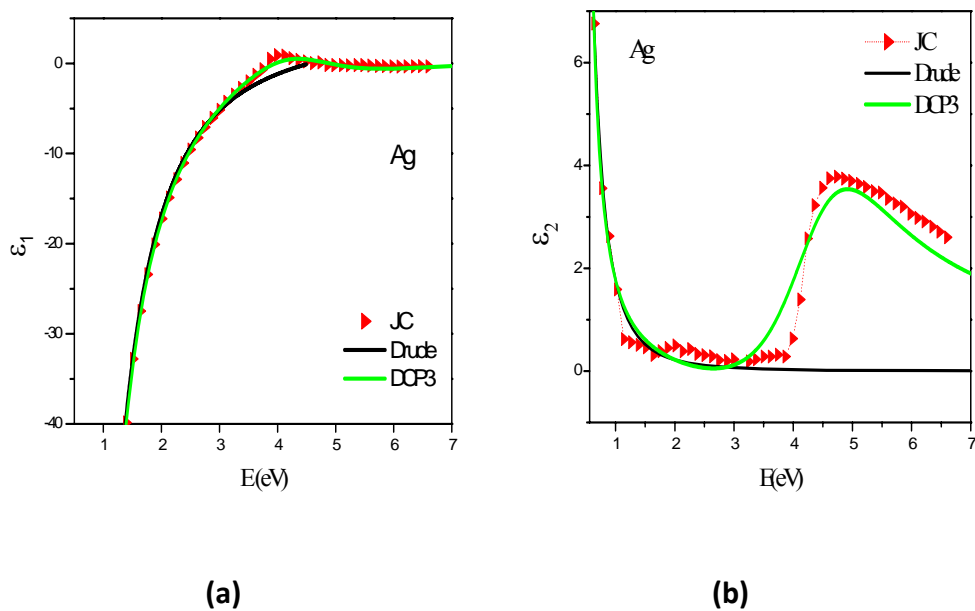 0
-10
-20
-30
-40
ε₁
1 2 3 4 5 6 7
E(eV)
Ag
JC
Drude
DCP3
(a)
6
4
2
0
ε₂
1 2 3 4 5 6 7
E(eV)
Ag
JC
Drude
DCP3
(b)